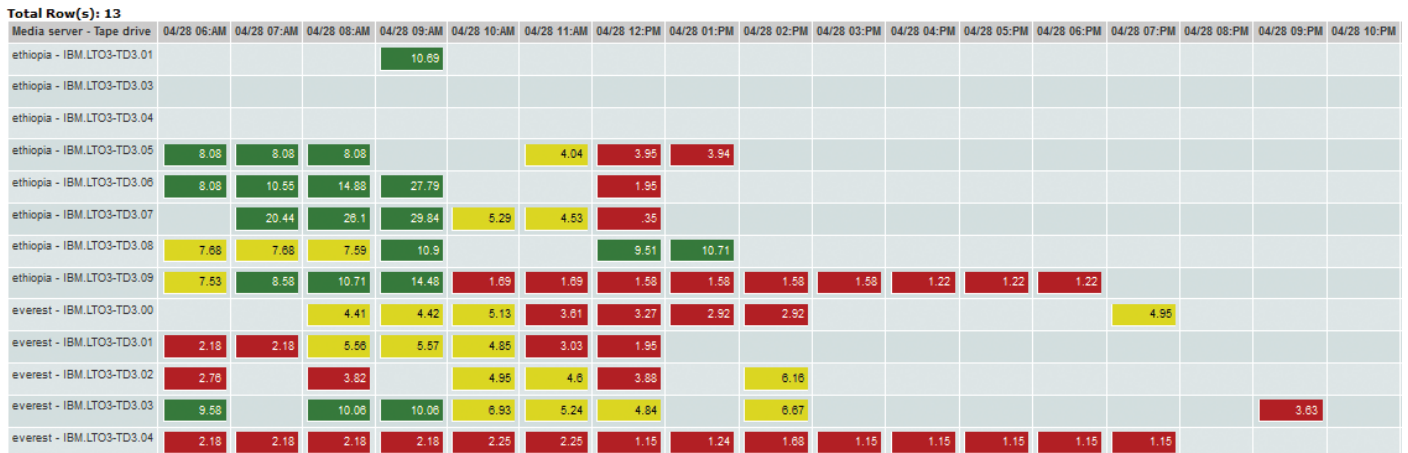 Total Row(s): 13
Media server - Tape drive 04/28 06:AM 04/28 07:AM 04/28 08:AM 04/28 09:AM 04/28 10:AM 04/28 11:AM 04/28 12:PM 04/28 01:PM 04/28 02:PM 04/28 03:PM 04/28 04:PM 04/28 05:PM 04/28 06:PM 04/28 07:PM 04/28 08:PM 04/28 09:PM 04/28 10:PM
ethiopia - IBM.LTO3-TD3.01 10.69
ethiopia - IBM.LTO3-TD3.03
ethiopia - IBM.LTO3-TD3.04
ethiopia - IBM.LTO3-TD3.05 8.08 8.08 8.08 4.04 3.95 3.94
ethiopia - IBM.LTO3-TD3.06 8.08 10.55 14.88 27.79 1.95
ethiopia - IBM.LTO3-TD3.07 20.44 26.1 29.84 5.29 4.53 .35
ethiopia - IBM.LTO3-TD3.08 7.68 7.68 7.59 10.9 9.51 10.71
ethiopia - IBM.LTO3-TD3.09 7.53 8.58 10.71 14.48 1.69 1.69 1.58 1.58 1.58 1.58 1.22 1.22 1.22
everest - IBM.LTO3-TD3.00 4.41 4.42 5.13 3.61 3.27 2.92 2.92 4.95
everest - IBM.LTO3-TD3.01 2.18 2.18 5.56 5.57 4.85 3.03 1.95
everest - IBM.LTO3-TD3.02 2.76 3.82 4.95 4.6 3.88 6.16
everest - IBM.LTO3-TD3.03 9.58 10.06 10.06 6.93 5.24 4.84 6.67 3.63
everest - IBM.LTO3-TD3.04 2.18 2.18 2.18 2.18 2.25 2.25 1.15 1.24 1.68 1.15 1.15 1.15 1.15 1.15